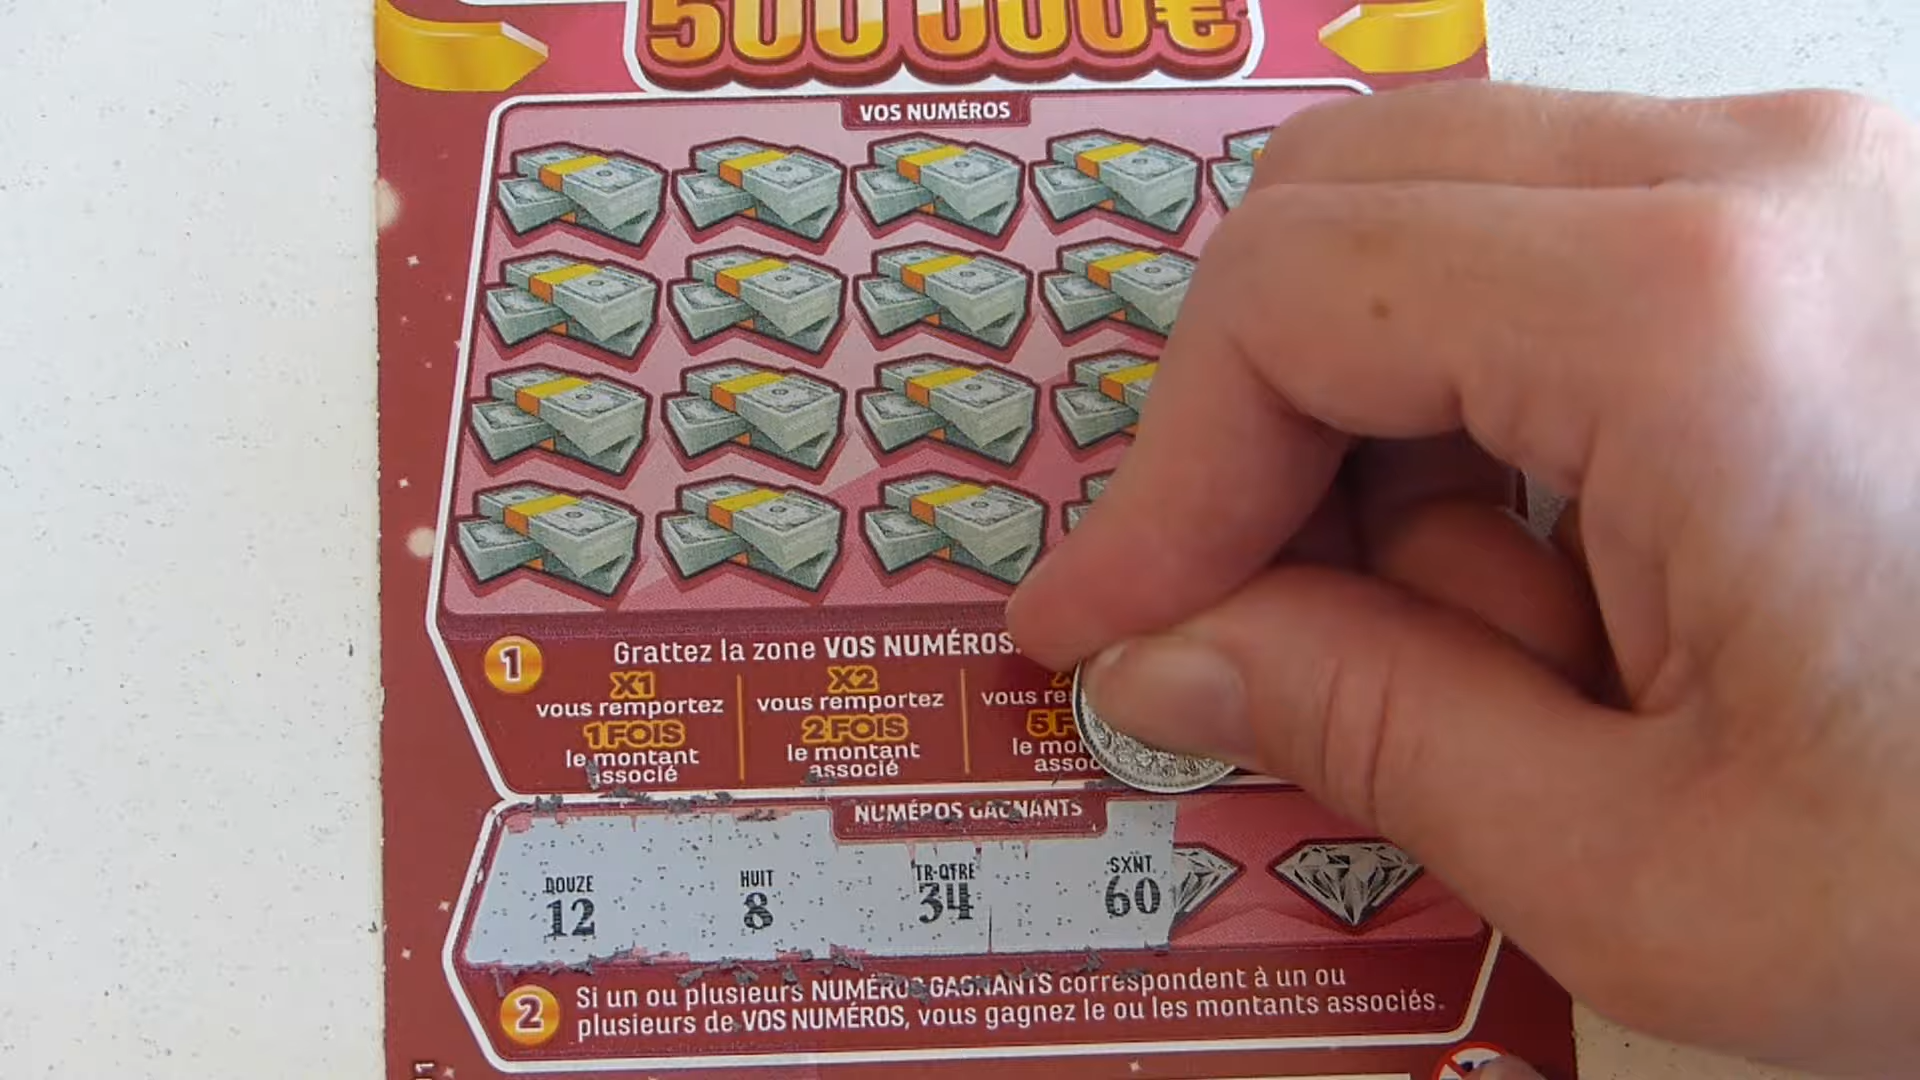 500 000€
VOS NUMÉROS
1
Grattez la zone VOS NUMÉROS.
X1
vous remportez
1 FOIS
le montant
associé
X2
vous remportez
2 FOIS
le montant
associé
vous
5
le
NUMÉROS GAGNANTS
DOUZE
12
HUIT
8
TR-QTRE
34
SXNT
60
2
Si un ou plusieurs NUMÉROS GAGNANTS correspondent à un ou
plusieurs de VOS NUMÉROS, vous gagnez le ou les montants associés.